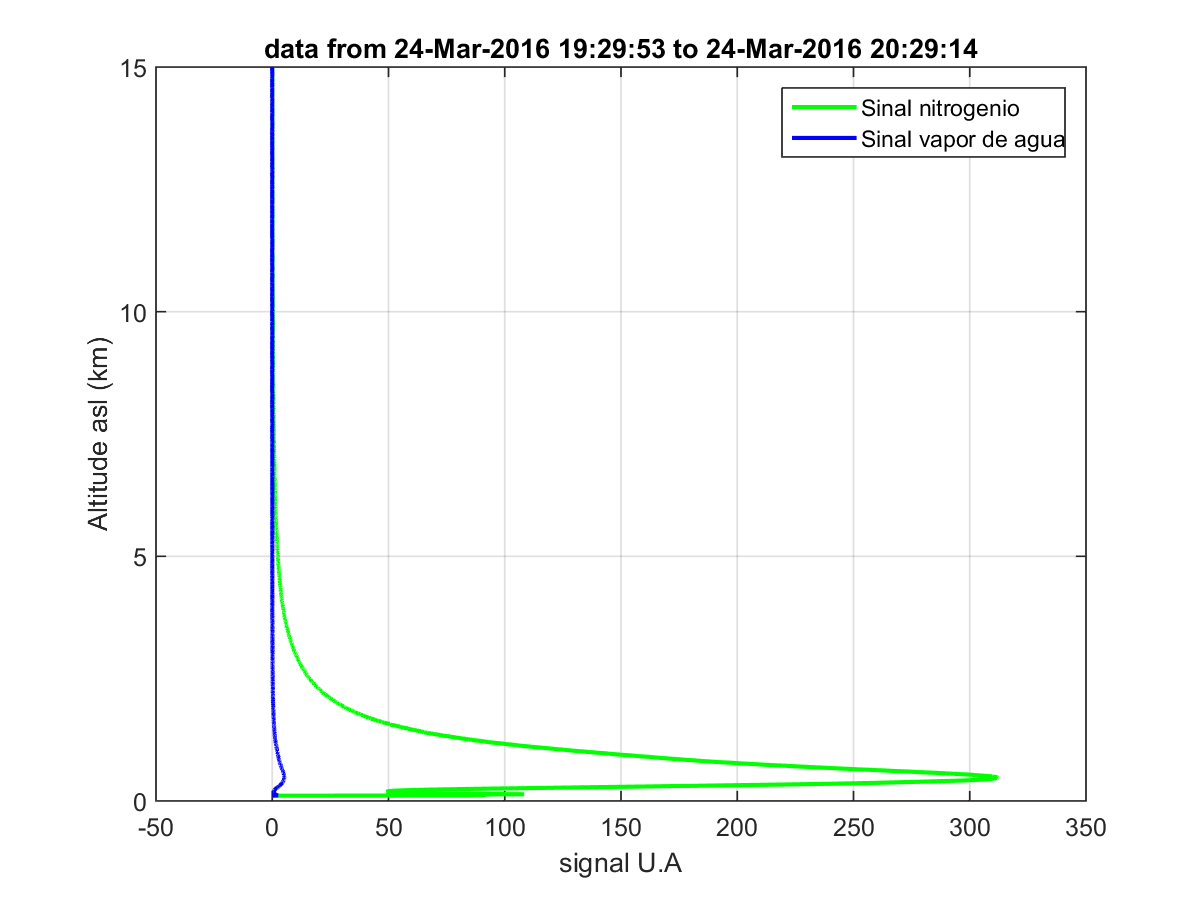 data from 24-Mar-2016 19:29:53 to 24-Mar-2016 20:29:14
Sinal nitrogenio
Sinal vapor de agua
15
10
5
0
Altitude asl (km)
-50 0 50 100 150 200 250 300 350
signal U.A